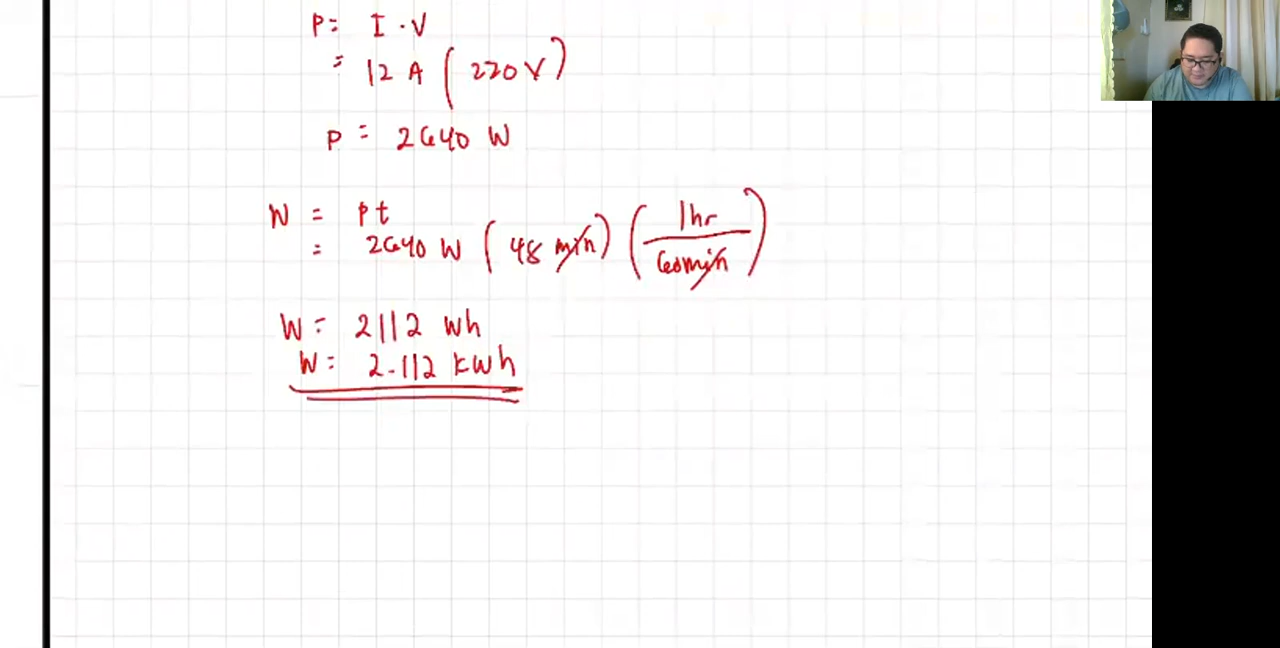 P = I · V
= 12 A (220 V)
P = 2640 W
W = Pt
= 2640 W (48 min) (1hr / 60min)
W = 2112 Wh
W = 2.112 kWh